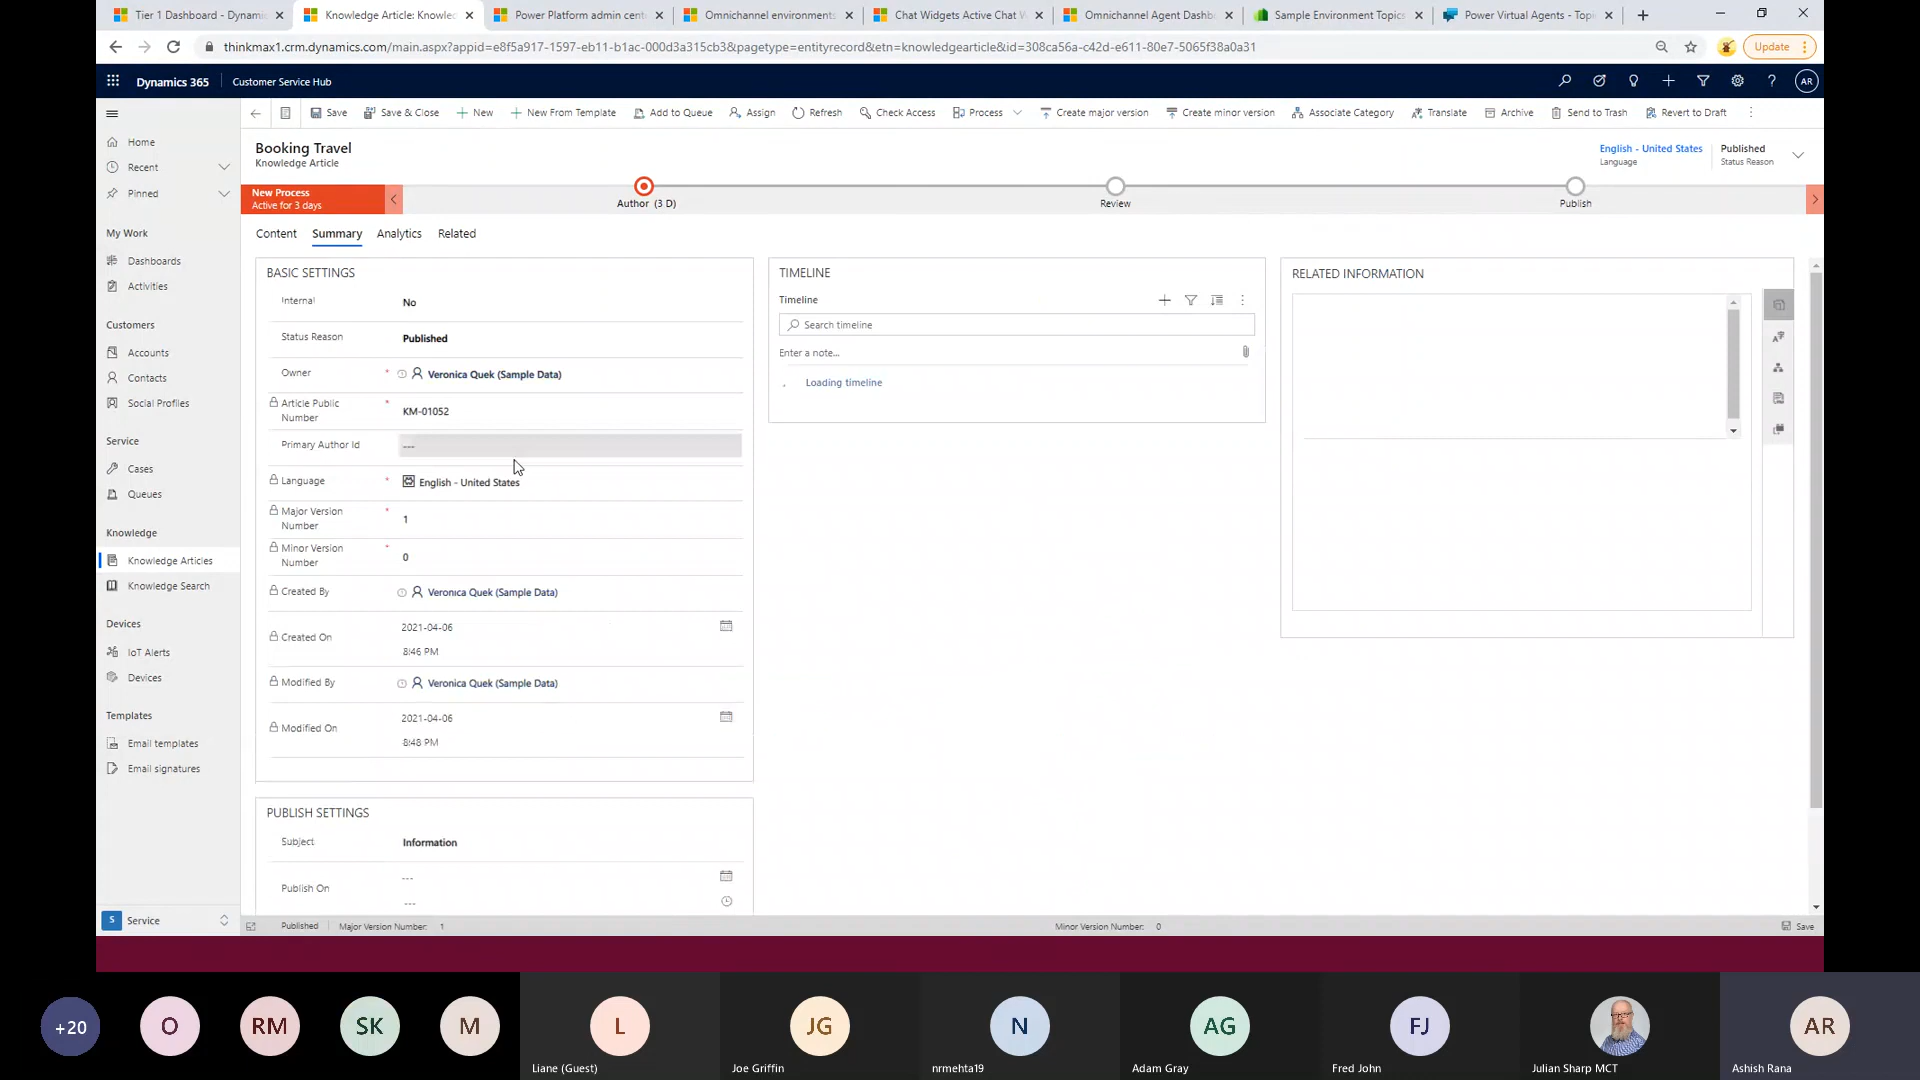 Tier 1 Dashboard - Dynamic
Knowledge Article: Knowled
Power Platform admin cent
Omnichannel environments
Chat Widgets Active Chat W
Omnichannel Agent Dashb
Sample Environment Topics
Power Virtual Agents - Topi
thinkmax1.crm.dynamics.com/main.aspx?appid=e8f5a917-1597-eb11-b1ac-000d3a315cb3&pagetype=entityrecord&etn=knowledgearticle&id=308ca56a-c42d-e611-80e7-5065f38a0a31
Update
Dynamics 365
Customer Service Hub
AR
Save
Save & Close
New
New From Template
Add to Queue
Assign
Refresh
Check Access
Process
Create major version
Create minor version
Associate Category
Translate
Archive
Send to Trash
Revert to Draft
Home
Recent
Pinned
My Work
Dashboards
Activities
Customers
Accounts
Contacts
Social Profiles
Service
Cases
Queues
Knowledge
Knowledge Articles
Knowledge Search
Devices
IoT Alerts
Devices
Templates
Email templates
Email signatures
S Service
Booking Travel
Knowledge Article
English - United States
Language
Published
Status Reason
New Process
Active for 3 days
Author (3 D)
Review
Publish
Content
Summary
Analytics
Related
BASIC SETTINGS
Internal
No
Status Reason
Published
Owner * Veronica Quek (Sample Data)
Article Public Number * KM-01052
Primary Author Id ---
Language * English - United States
Major Version Number * 1
Minor Version Number * 0
Created By Veronica Quek (Sample Data)
Created On
2021-04-06
8:46 PM
Modified By Veronica Quek (Sample Data)
Modified On
2021-04-06
8:48 PM
PUBLISH SETTINGS
Subject
Information
Publish On
---
---
TIMELINE
Timeline
Search timeline
Enter a note...
Loading timeline
RELATED INFORMATION
Published
Major Version Number: 1
Minor Version Number: 0
Save
+20
O
RM
SK
M
L
Liane (Guest)
JG
Joe Griffin
N
nrmehta19
AG
Adam Gray
FJ
Fred John
Julian Sharp MCT
AR
Ashish Rana